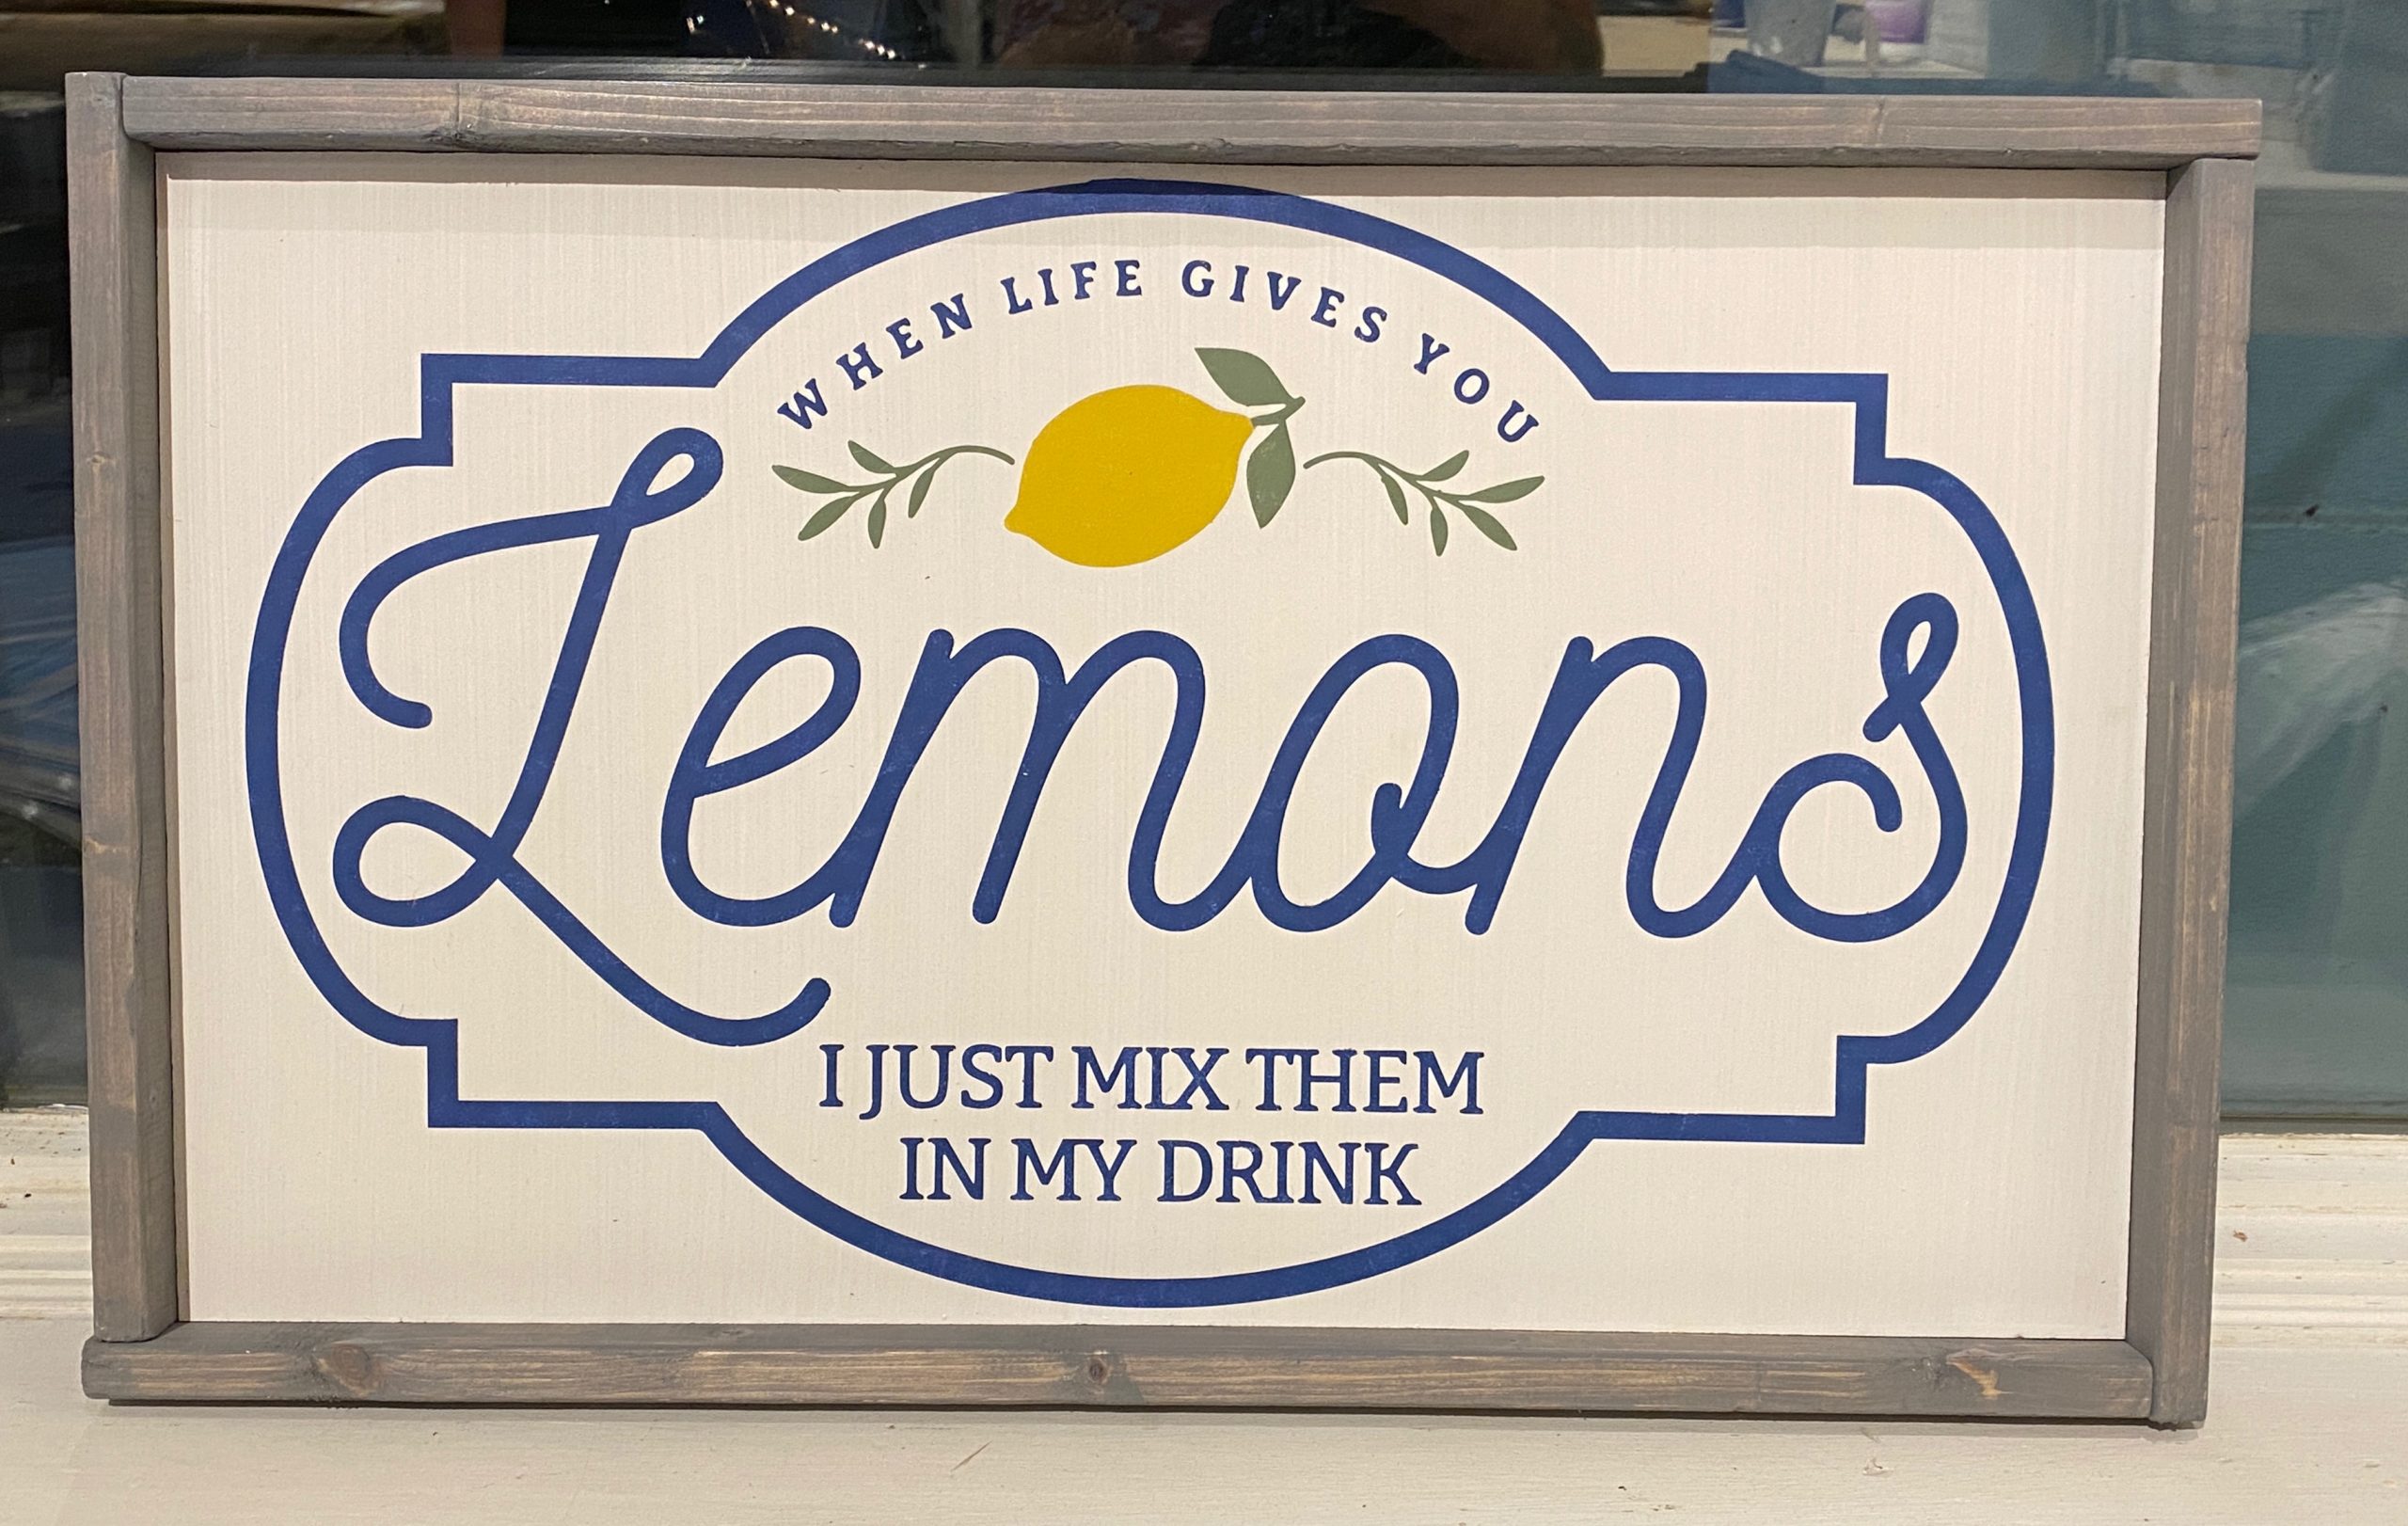 WHEN LIFE GIVES YOU
Lemons
I JUST MIX THEM
IN MY DRINK